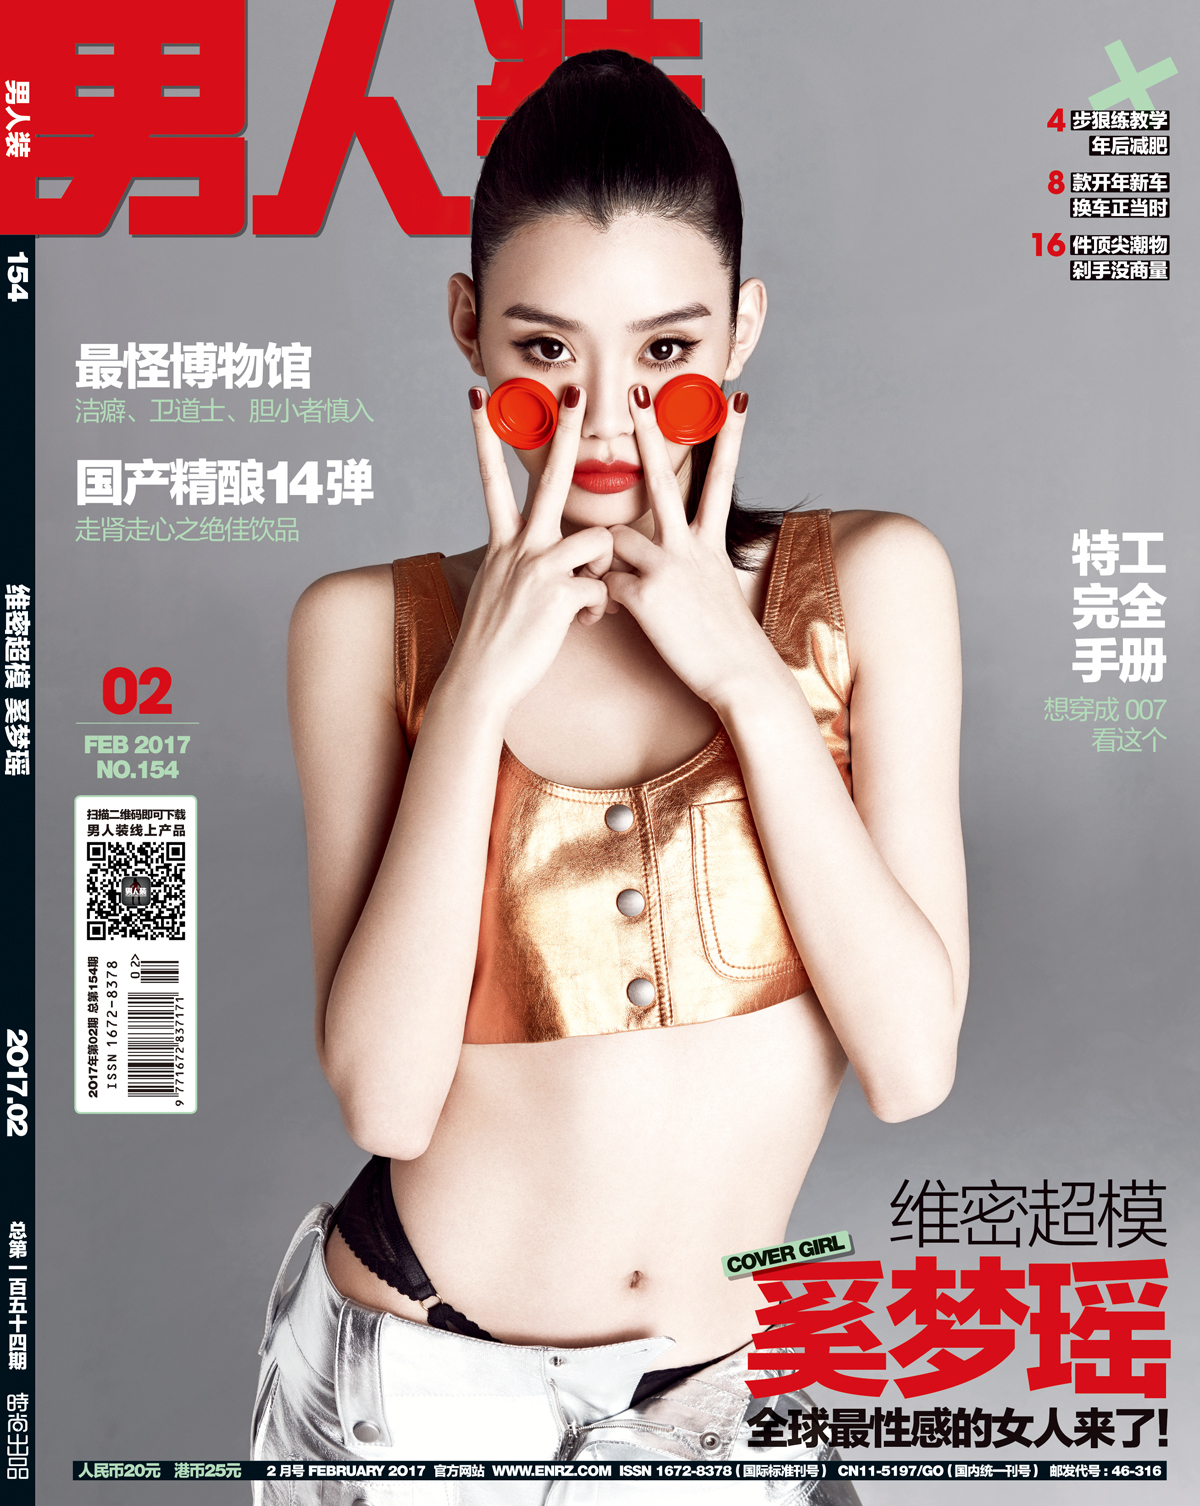 男人装
男人装
154
维密超模 奚梦瑶
2017.02
总第一百五十四期
時尚出品
4 步狠练教学
年后减肥
8 款开年新车
换车正当时
16 件顶尖潮物
剁手没商量
最怪博物馆
洁癖、卫道士、胆小者慎入
国产精酿14弹
走肾走心之绝佳饮品
特工
完全
手册
想穿成 007
看这个
02
FEB 2017
NO.154
扫描二维码即可下载
男人装线上产品
男人装
2017年第02期 总第154期
ISSN 1672-8378
02>
9 771672 837171
维密超模
COVER GIRL
奚梦瑶
全球最性感的女人来了!
人民币20元 港币25元 2月号 FEBRUARY 2017 官方网站 WWW.ENRZ.COM ISSN 1672-8378(国际标准刊号) CN11-5197/GO(国内统一刊号) 邮发代号:46-316